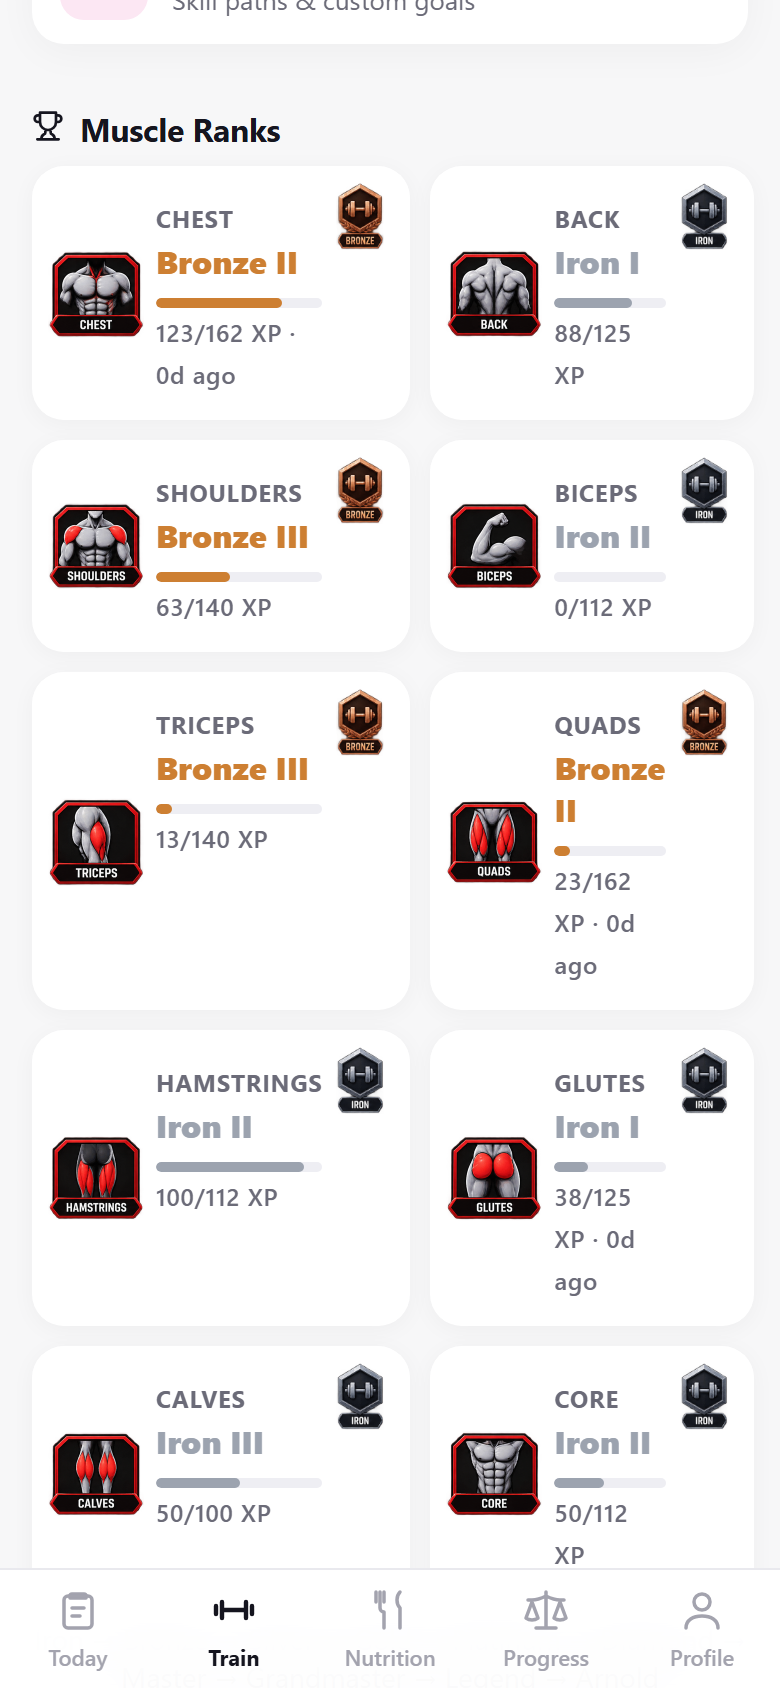 Skill paths & custom goals
Muscle Ranks
CHEST
BRONZE
Bronze II
CHEST
123/162 XP ·
0d ago
BACK
IRON
Iron I
BACK
88/125
XP
SHOULDERS
BRONZE
Bronze III
SHOULDERS
63/140 XP
BICEPS
IRON
Iron II
BICEPS
0/112 XP
TRICEPS
BRONZE
Bronze III
13/140 XP
TRICEPS
QUADS
BRONZE
Bronze
II
QUADS
23/162
XP · 0d
ago
HAMSTRINGS
IRON
Iron II
100/112 XP
HAMSTRINGS
GLUTES
IRON
Iron I
38/125
GLUTES
XP · 0d
ago
CALVES
IRON
Iron III
50/100 XP
CALVES
CORE
IRON
Iron II
50/112
CORE
XP
Today
Train
Nutrition
Progress
Profile
Master → Grandmaster → Legend → Arnold